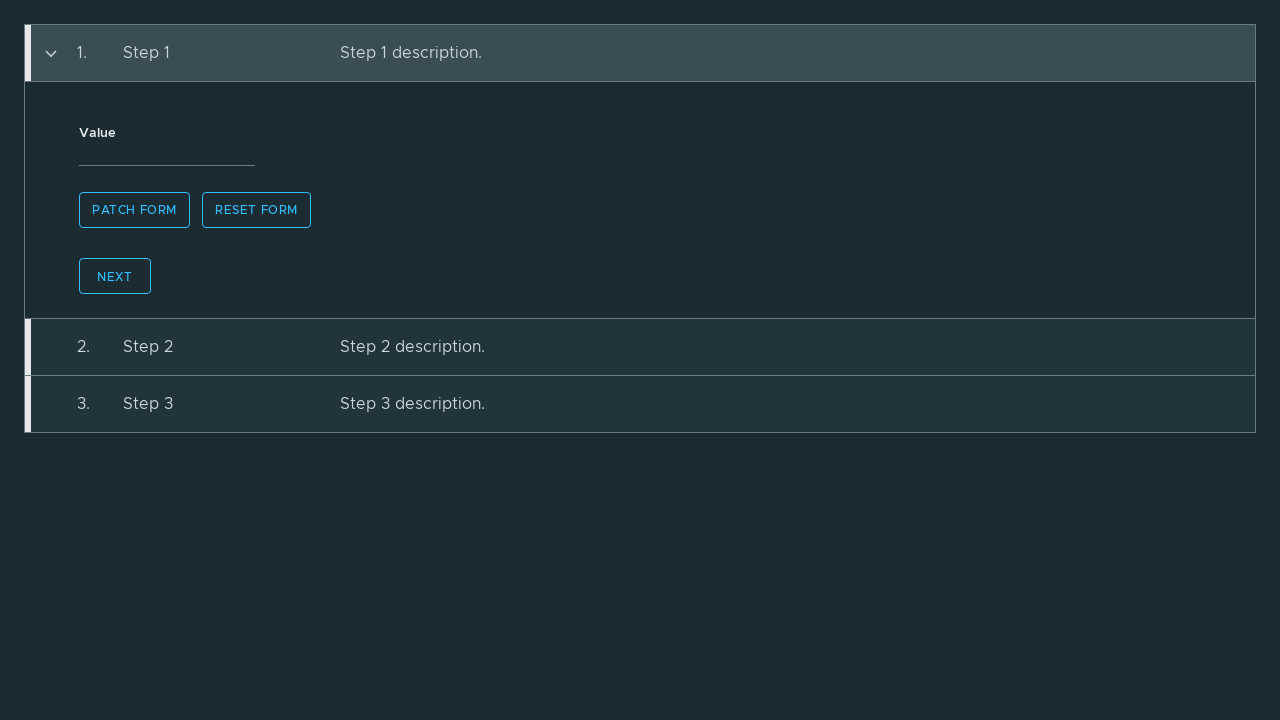 1. Step 1 Step 1 description.
Value
PATCH FORM RESET FORM
NEXT
2. Step 2 Step 2 description.
3. Step 3 Step 3 description.